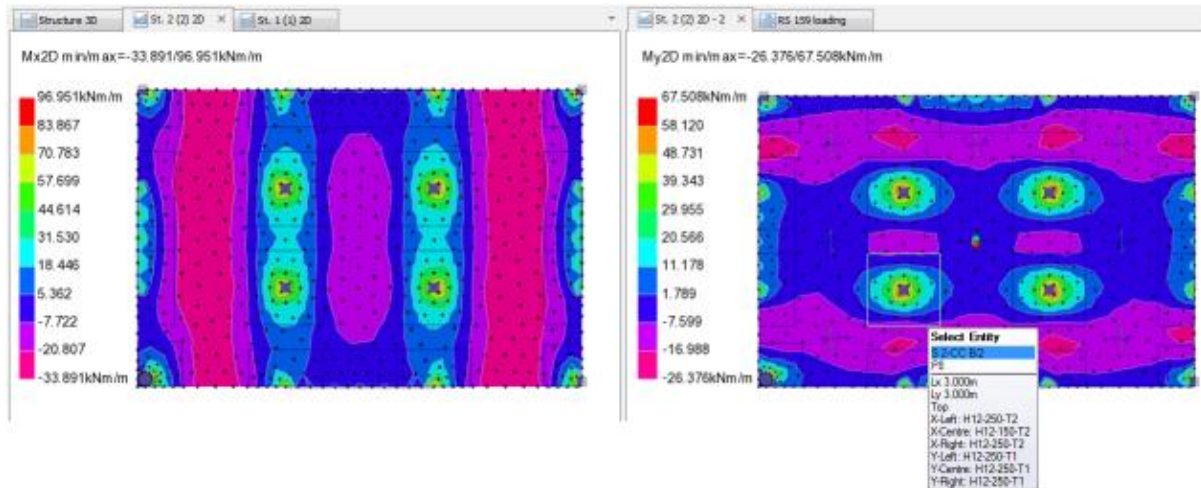 Structure 3D
St. 2 (2) 2D
St. 1 (1) 2D
St. 2 (2) 2D - 2
RS 159 loading
Mx2D min/max=-33.891/96.951kNm/m
96.951kNm/m
83.867
70.783
57.699
44.614
31.530
18.446
5.362
-7.722
-20.807
-33.891kNm/m
My2D min/max=-26.376/67.508kNm/m
67.508kNm/m
58.120
48.731
39.343
29.955
20.566
11.178
1.789
-7.599
-16.988
-26.376kNm/m
Select Entity
S 2-CC B/2
Lx 3.000m
Ly 3.000m
Top
X-Left: H12-250-T2
X-Centre: H12-150-T2
X-Right: H12-250-T2
Y-Left: H12-250-T1
Y-Centre: H12-250-T1
Y-Right: H12-250-T1